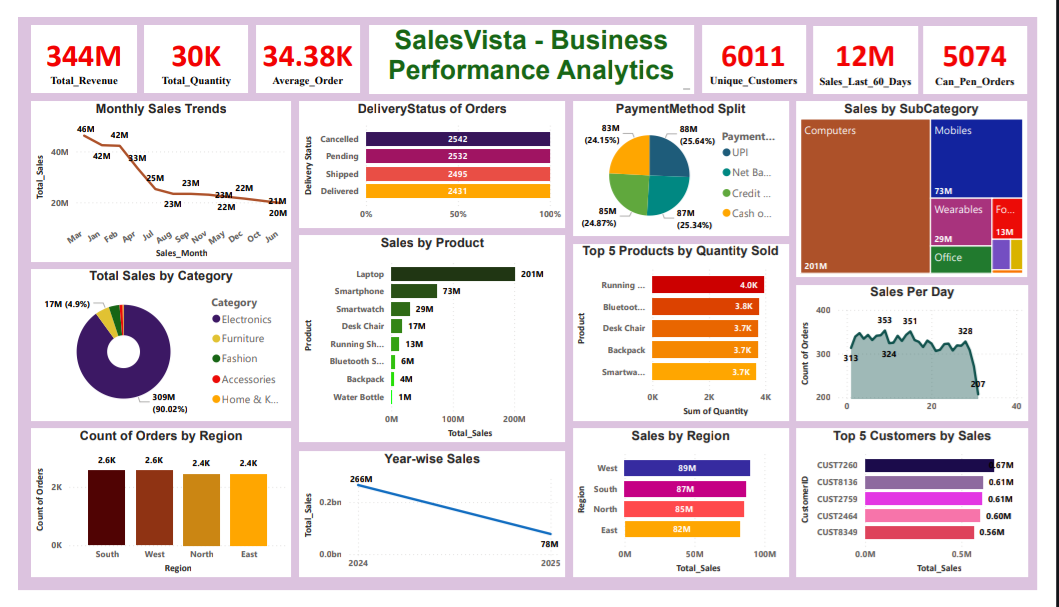 344M
Total_Revenue
30K
Total_Quantity
34.38K
Average_Order
SalesVista - Business
Performance Analytics
6011
Unique_Customers
12M
Sales_Last_60_Days
5074
Can_Pen_Orders
Monthly Sales Trends
Total_Sales
40M
20M
46M
42M
42M
33M
25M
23M
23M
23M
22M
22M
21M
20M
Mar Jan Feb Apr Jul Aug Sep Nov May Dec Oct Jun
Sales_Month
DeliveryStatus of Orders
Delivery Status
Cancelled 2542
Pending 2532
Shipped 2495
Delivered 2431
0% 50% 100%
PaymentMethod Split
83M
(24.15%)
88M
(25.64%)
85M
(24.87%)
87M
(25.34%)
Payment...
UPI
Net Ba...
Credit ...
Cash o...
Sales by SubCategory
Computers
201M
Mobiles
73M
Wearables
29M
Fo...
13M
Office
Total Sales by Category
17M (4.9%)
309M
(90.02%)
Category
Electronics
Furniture
Fashion
Accessories
Home & K...
Sales by Product
Product
Laptop 201M
Smartphone 73M
Smartwatch 29M
Desk Chair 17M
Running Sh... 13M
Bluetooth S... 6M
Backpack 4M
Water Bottle 1M
0M 100M 200M
Total_Sales
Top 5 Products by Quantity Sold
Product
Running ... 4.0K
Bluetoot... 3.8K
Desk Chair 3.7K
Backpack 3.7K
Smartwa... 3.7K
0K 2K 4K
Sum of Quantity
Sales Per Day
Count of Orders
400
300
200
313
353
324
351
328
207
0 20 40
Count of Orders by Region
Count of Orders
2K
0K
2.6K 2.6K 2.4K 2.4K
South West North East
Region
Year-wise Sales
Total_Sales
0.2bn
0.0bn
266M
78M
2024 2025
Sales by Region
Region
West 89M
South 87M
North 85M
East 82M
0M 50M 100M
Total_Sales
Top 5 Customers by Sales
CustomerID
CUST7260 0.67M
CUST8136 0.61M
CUST2759 0.61M
CUST2464 0.60M
CUST8349 0.56M
0.0M 0.5M
Total_Sales